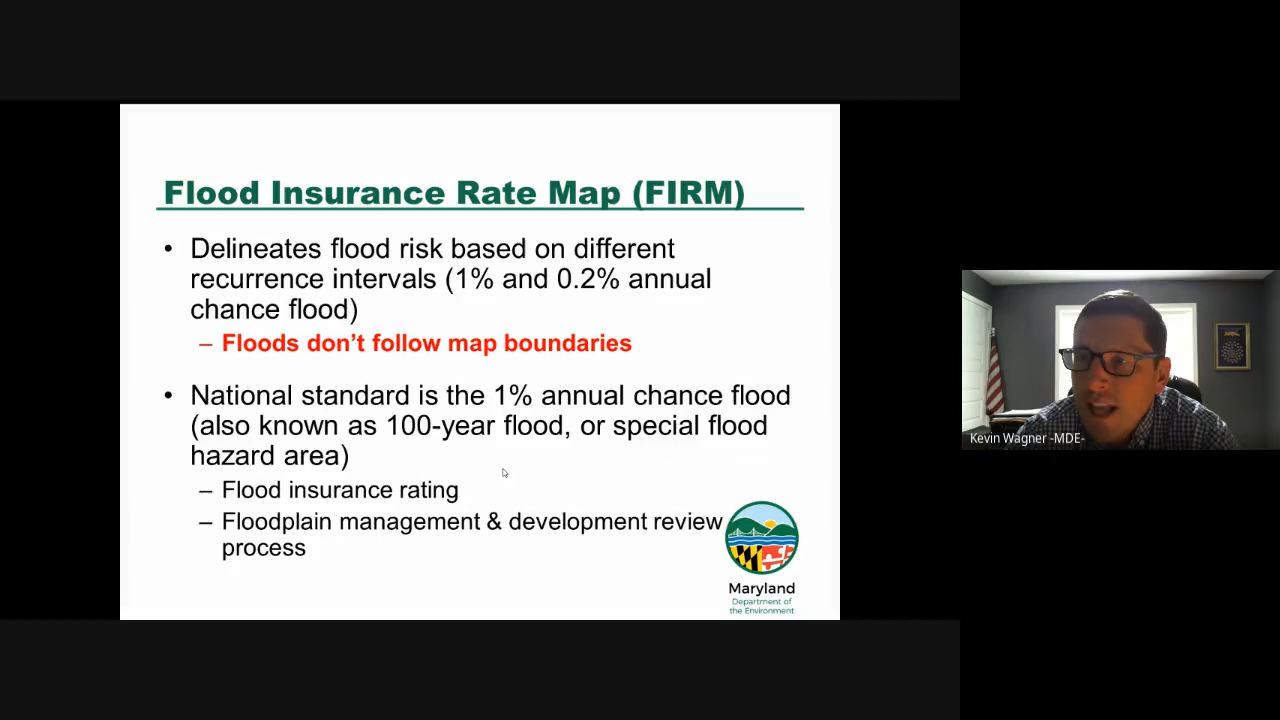 Flood Insurance Rate Map (FIRM)
• Delineates flood risk based on different
recurrence intervals (1% and 0.2% annual
chance flood)
– Floods don’t follow map boundaries
• National standard is the 1% annual chance flood
(also known as 100-year flood, or special flood
hazard area)
– Flood insurance rating
– Floodplain management & development review
process
Maryland
Department of
the Environment
Kevin Wagner -MDE-